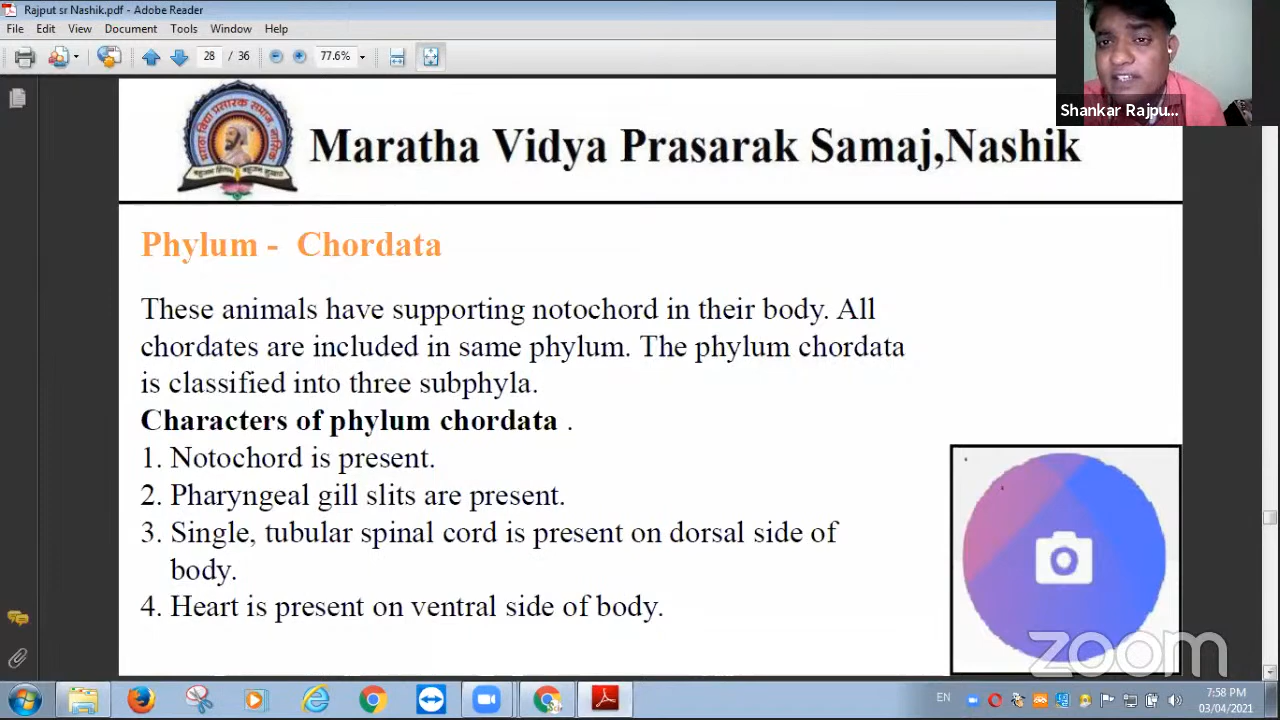 Rajput sr Nashik.pdf - Adobe Reader
File Edit View Document Tools Window Help
28 / 36 77.6%
Shankar Rajpu...
Maratha Vidya Prasarak Samaj,Nashik
Phylum - Chordata
These animals have supporting notochord in their body. All
chordates are included in same phylum. The phylum chordata
is classified into three subphyla.
Characters of phylum chordata .
1. Notochord is present.
2. Pharyngeal gill slits are present.
3. Single, tubular spinal cord is present on dorsal side of
body.
4. Heart is present on ventral side of body.
zoom
EN
7:58 PM
03/04/2021